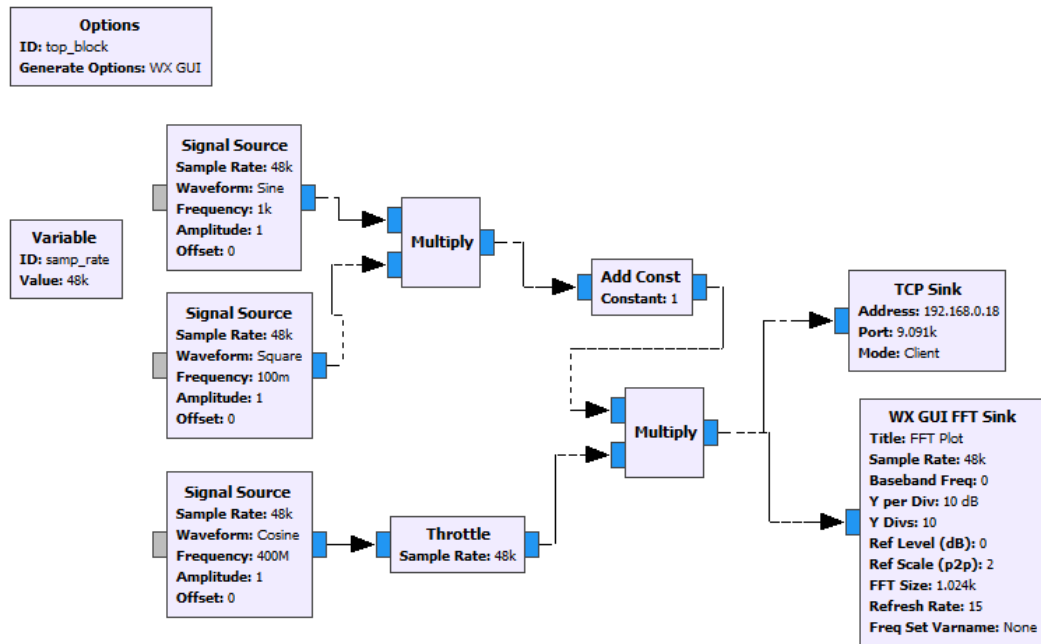 Options
ID: top_block
Generate Options: WX GUI
Variable
ID: samp_rate
Value: 48k
Signal Source
Sample Rate: 48k
Waveform: Sine
Frequency: 1k
Amplitude: 1
Offset: 0
Signal Source
Sample Rate: 48k
Waveform: Square
Frequency: 100m
Amplitude: 1
Offset: 0
Signal Source
Sample Rate: 48k
Waveform: Cosine
Frequency: 400M
Amplitude: 1
Offset: 0
Multiply
Throttle
Sample Rate: 48k
Add Const
Constant: 1
Multiply
TCP Sink
Address: 192.168.0.18
Port: 9.091k
Mode: Client
WX GUI FFT Sink
Title: FFT Plot
Sample Rate: 48k
Baseband Freq: 0
Y per Div: 10 dB
Y Divs: 10
Ref Level (dB): 0
Ref Scale (p2p): 2
FFT Size: 1.024k
Refresh Rate: 15
Freq Set Varname: None